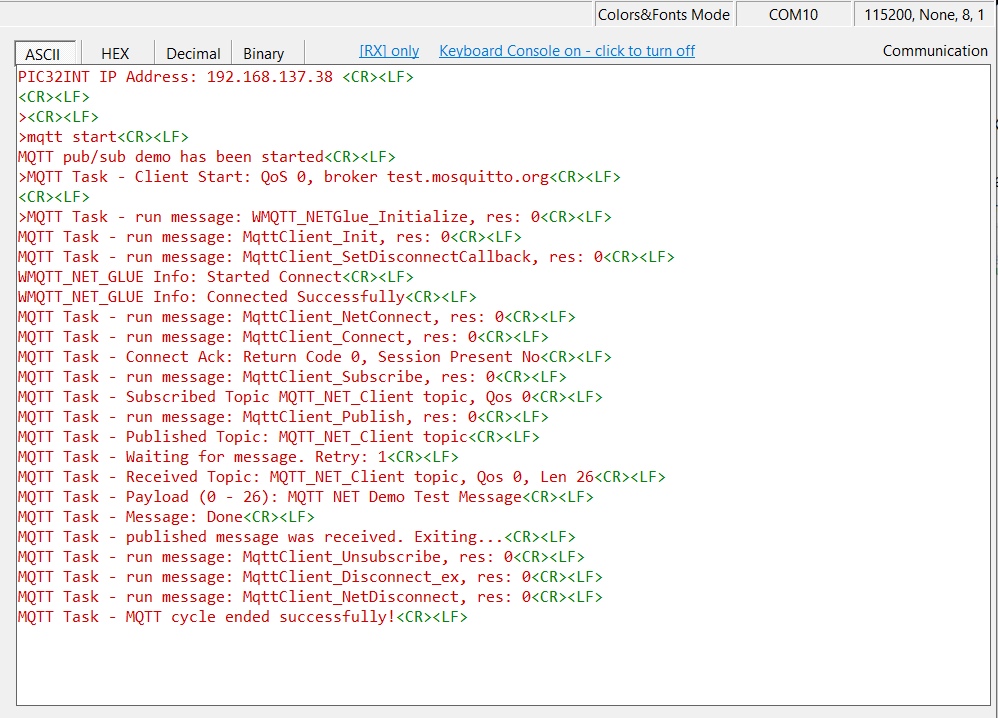 Colors&Fonts Mode COM10 115200, None, 8, 1
ASCII HEX Decimal Binary [RX] only Keyboard Console on - click to turn off Communication
PIC32INT IP Address: 192.168.137.38 <CR><LF>
<CR><LF>
><CR><LF>
>mqtt start<CR><LF>
MQTT pub/sub demo has been started<CR><LF>
>MQTT Task - Client Start: QoS 0, broker test.mosquitto.org<CR><LF>
<CR><LF>
>MQTT Task - run message: WMQTT_NETGlue_Initialize, res: 0<CR><LF>
MQTT Task - run message: MqttClient_Init, res: 0<CR><LF>
MQTT Task - run message: MqttClient_SetDisconnectCallback, res: 0<CR><LF>
WMQTT_NET_GLUE Info: Started Connect<CR><LF>
WMQTT_NET_GLUE Info: Connected Successfully<CR><LF>
MQTT Task - run message: MqttClient_NetConnect, res: 0<CR><LF>
MQTT Task - run message: MqttClient_Connect, res: 0<CR><LF>
MQTT Task - Connect Ack: Return Code 0, Session Present No<CR><LF>
MQTT Task - run message: MqttClient_Subscribe, res: 0<CR><LF>
MQTT Task - Subscribed Topic MQTT_NET_Client topic, Qos 0<CR><LF>
MQTT Task - run message: MqttClient_Publish, res: 0<CR><LF>
MQTT Task - Published Topic: MQTT_NET_Client topic<CR><LF>
MQTT Task - Waiting for message. Retry: 1<CR><LF>
MQTT Task - Received Topic: MQTT_NET_Client topic, Qos 0, Len 26<CR><LF>
MQTT Task - Payload (0 - 26): MQTT NET Demo Test Message<CR><LF>
MQTT Task - Message: Done<CR><LF>
MQTT Task - published message was received. Exiting...<CR><LF>
MQTT Task - run message: MqttClient_Unsubscribe, res: 0<CR><LF>
MQTT Task - run message: MqttClient_Disconnect_ex, res: 0<CR><LF>
MQTT Task - run message: MqttClient_NetDisconnect, res: 0<CR><LF>
MQTT Task - MQTT cycle ended successfully!<CR><LF>